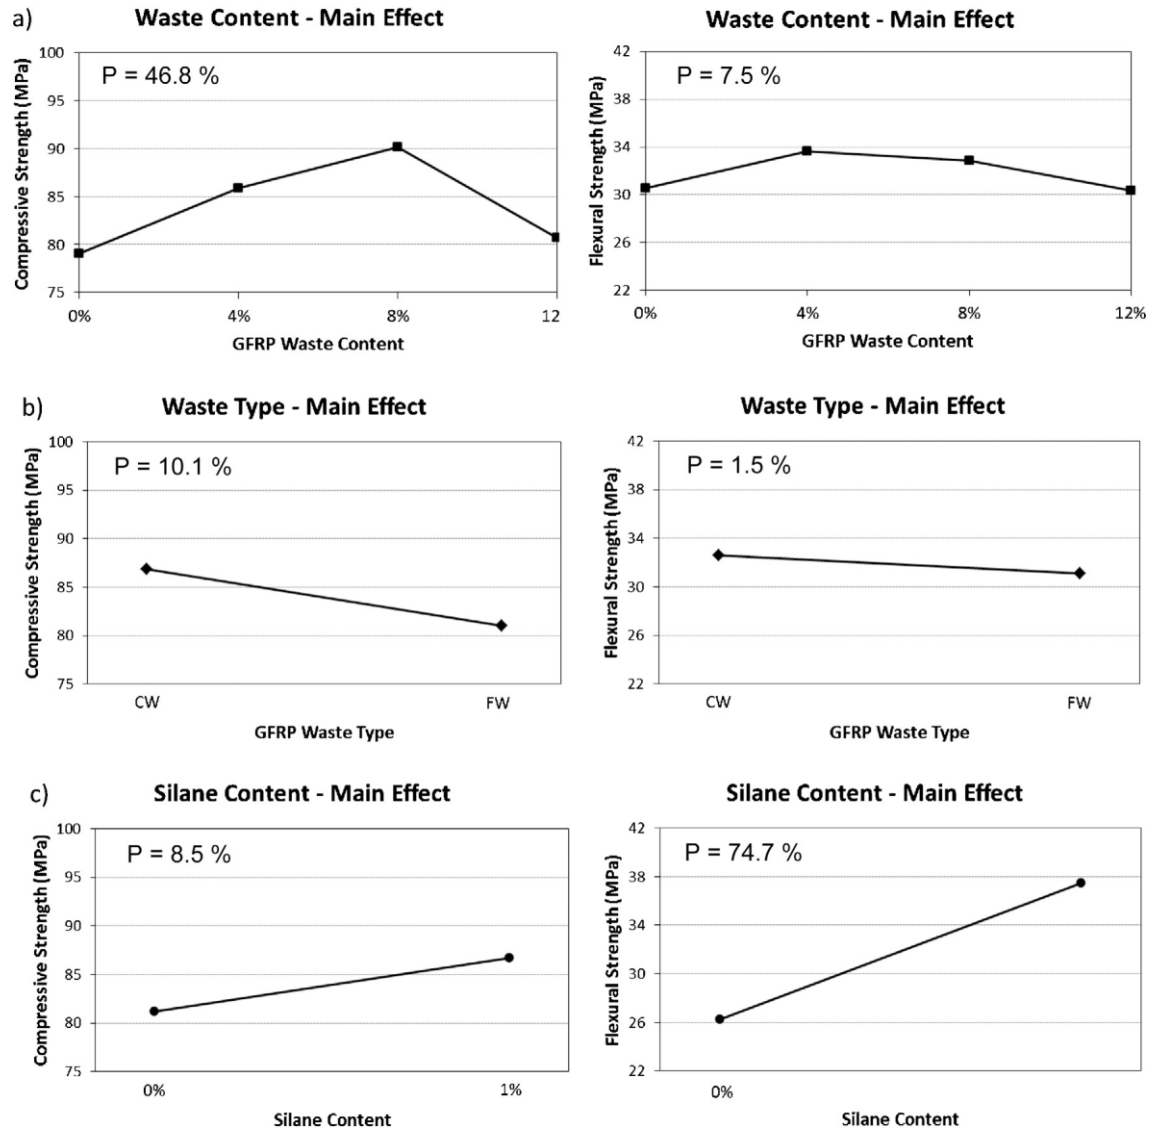 a)
Waste Content - Main Effect
P = 46.8 %
Compressive Strength (MPa)
100
95
90
85
80
75
0% 4% 8% 12
GFRP Waste Content
Waste Content - Main Effect
P = 7.5 %
Flexural Strength (MPa)
42
38
34
30
26
22
0% 4% 8% 12%
GFRP Waste Content
b)
Waste Type - Main Effect
P = 10.1 %
Compressive Strength (MPa)
100
95
90
85
80
75
CW FW
GFRP Waste Type
Waste Type - Main Effect
P = 1.5 %
Flexural Strength (MPa)
42
38
34
30
26
22
CW FW
GFRP Waste Type
c)
Silane Content - Main Effect
P = 8.5 %
Compressive Strength (MPa)
100
95
90
85
80
75
0% 1%
Silane Content
Silane Content - Main Effect
P = 74.7 %
Flexural Strength (MPa)
42
38
34
30
26
22
0%
Silane Content